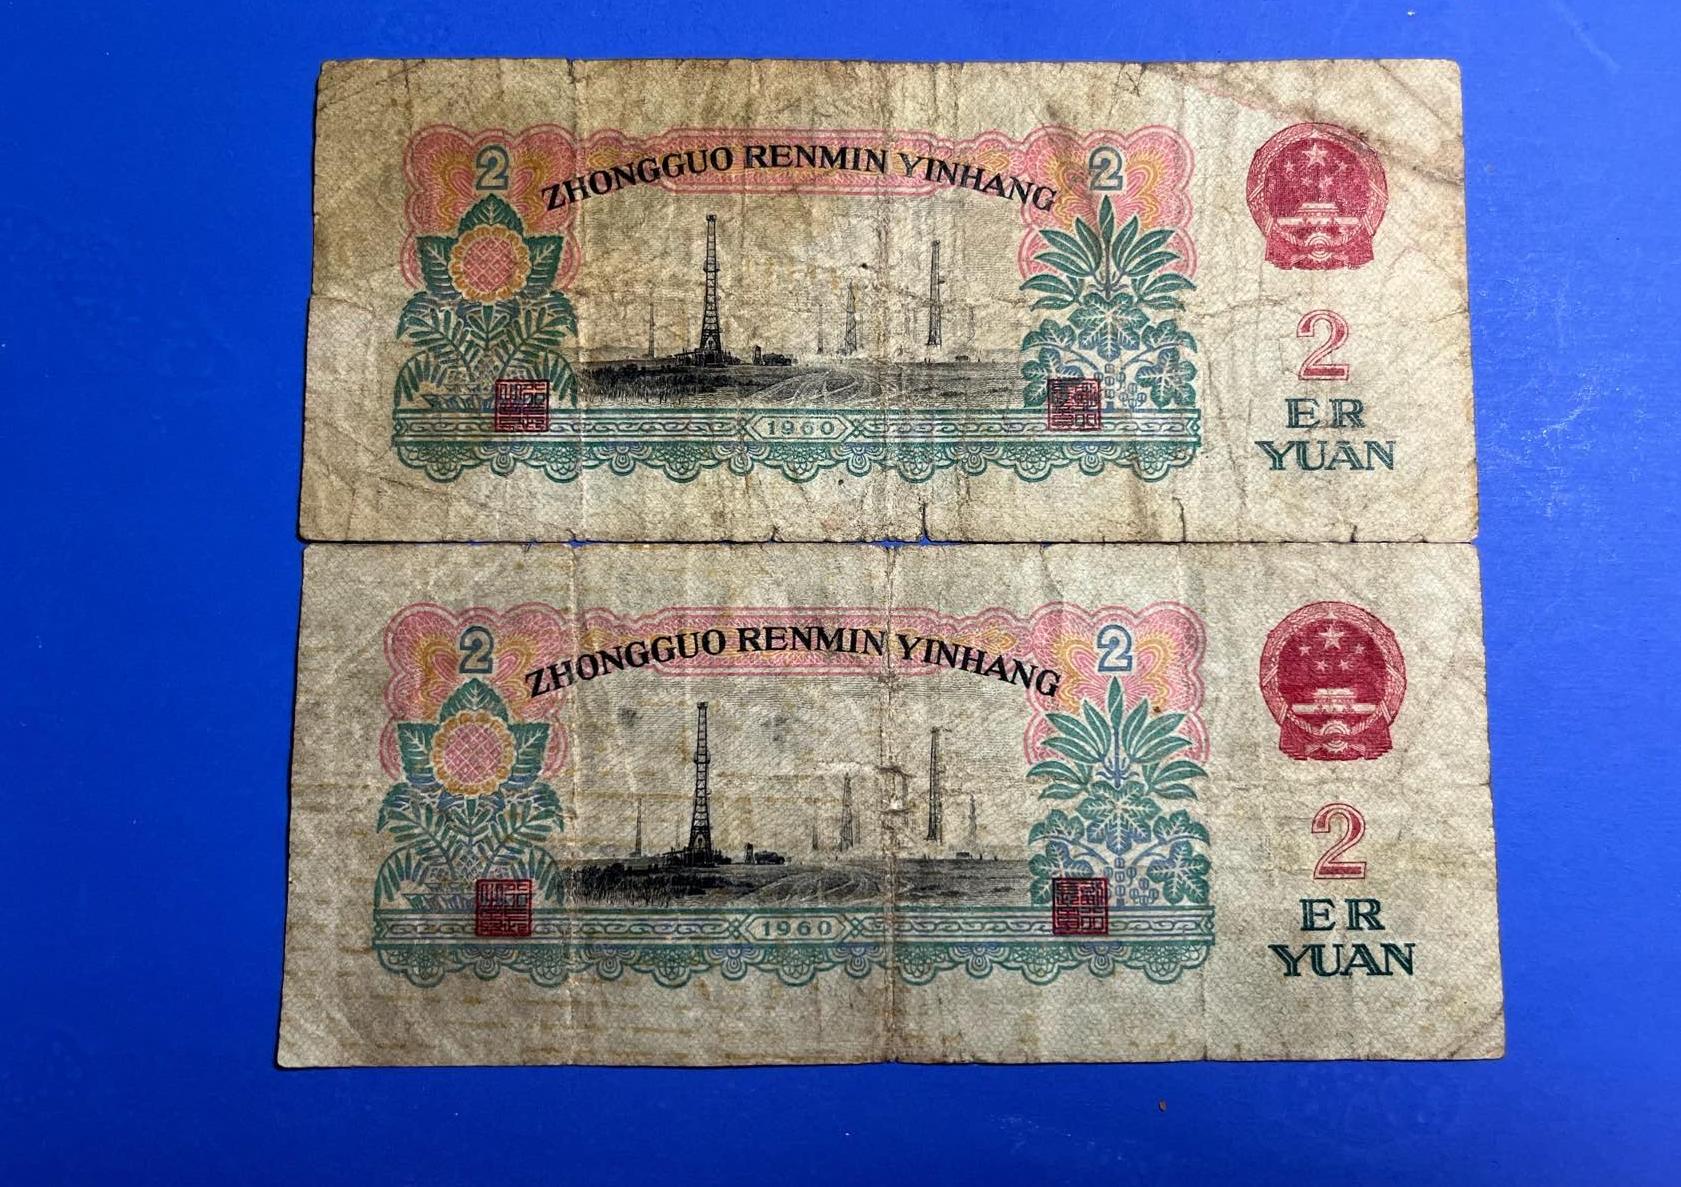 2
ZHONGGUO RENMIN YINHANG
2
1960
2
ER
YUAN
2
ZHONGGUO RENMIN YINHANG
2
1960
2
ER
YUAN